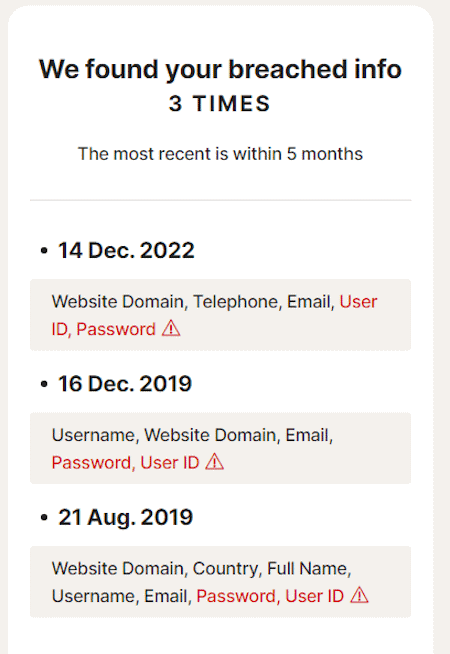 We found your breached info
3 TIMES
The most recent is within 5 months
• 14 Dec. 2022
Website Domain, Telephone, Email, User
ID, Password ⚠
• 16 Dec. 2019
Username, Website Domain, Email,
Password, User ID ⚠
• 21 Aug. 2019
Website Domain, Country, Full Name,
Username, Email, Password, User ID ⚠